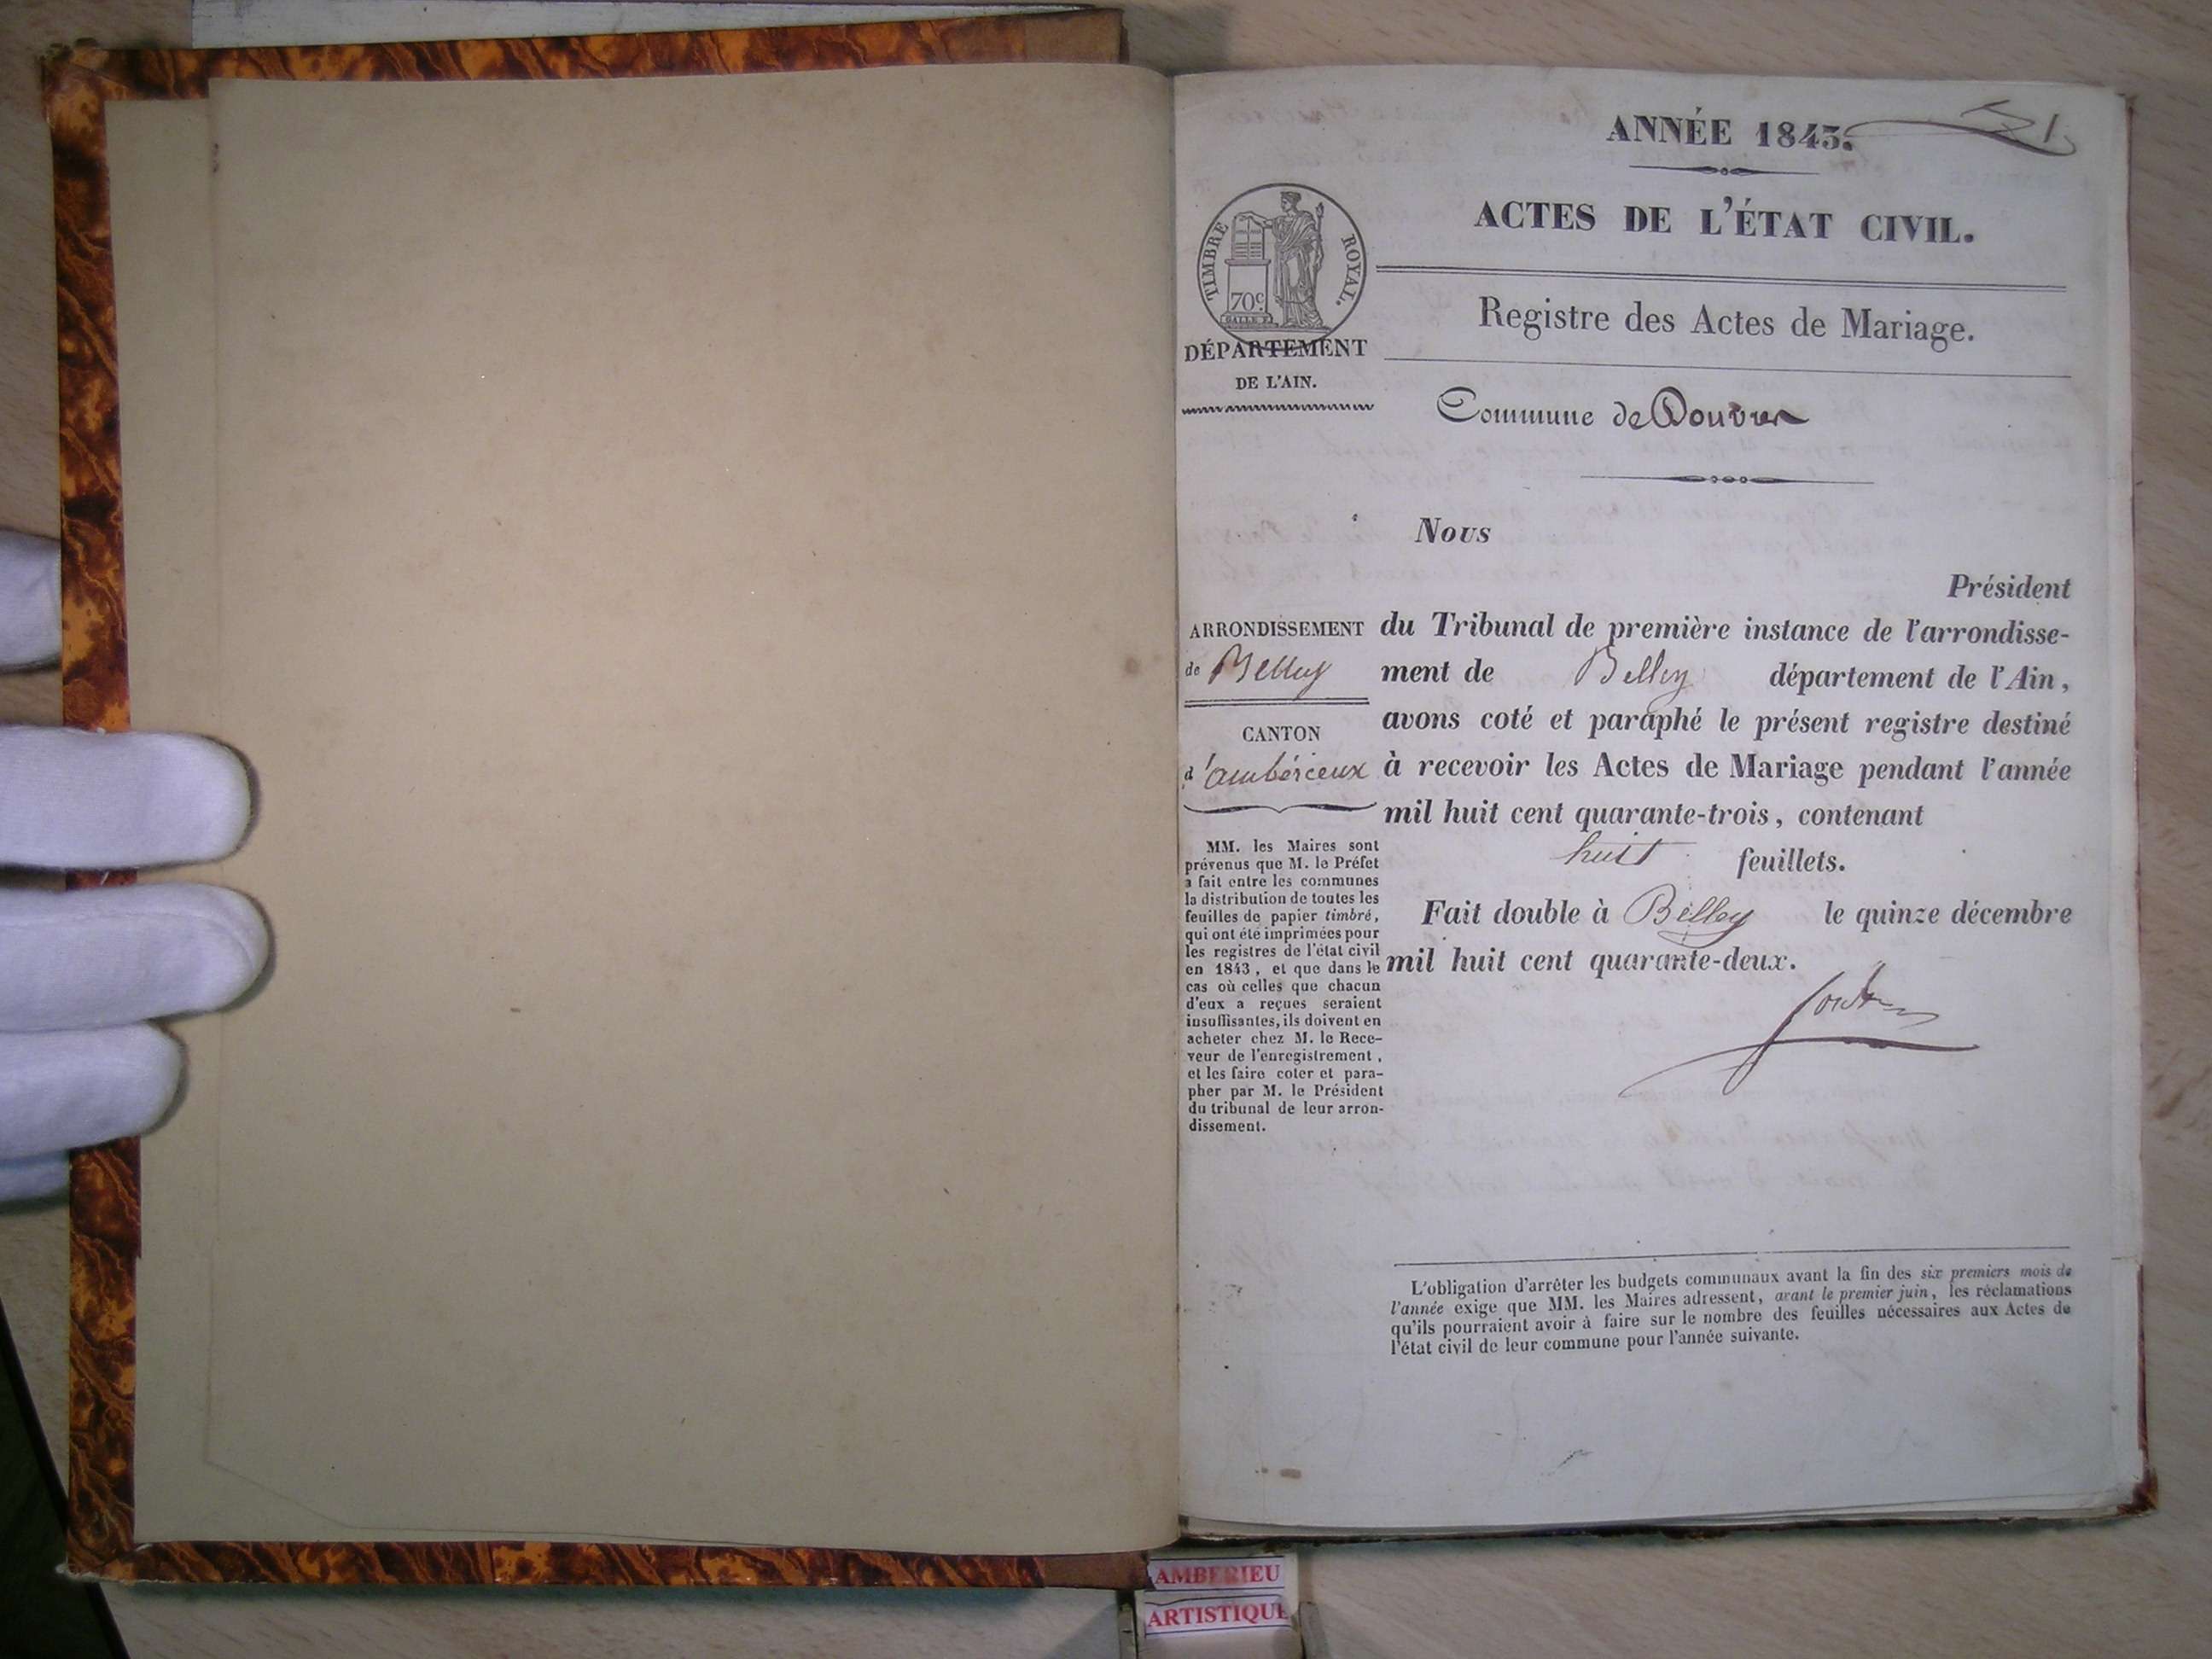 ANNÉE 1843.
ACTES DE L'ÉTAT CIVIL.
TIMBRE ROYAL.
70c
Registre des Actes de Mariage.
DÉPARTEMENT
DE L'AIN.
Commune de Douvres
Nous
Président
ARRONDISSEMENT
de Belley
CANTON
d'ambérieux
du Tribunal de première instance de l'arrondisse-
ment de Belley département de l'Ain,
avons coté et paraphé le présent registre destiné
à recevoir les Actes de Mariage pendant l'année
mil huit cent quarante-trois, contenant
huit feuillets.
Fait double à Belley le quinze décembre
mil huit cent quarante-deux.
MM. les Maires sont
prévenus que M. le Préfet
a fait entre les communes
la distribution de toutes les
feuilles de papier timbré,
qui ont été imprimées pour
les registres de l'état civil
en 1843, et que dans le
cas où celles que chacun
d'eux a reçues seraient
insuffisantes, ils doivent en
acheter chez M. le Rece-
veur de l'enregistrement,
et les faire coter et para-
pher par M. le Président
du tribunal de leur arron-
dissement.
L'obligation d'arrêter les budgets communaux avant la fin des six premiers mois de
l'année exige que MM. les Maires adressent, avant le premier juin, les réclamations
qu'ils pourraient avoir à faire sur le nombre des feuilles nécessaires aux Actes de
l'état civil de leur commune pour l'année suivante.
AMBERIEU
ARTISTIQUE